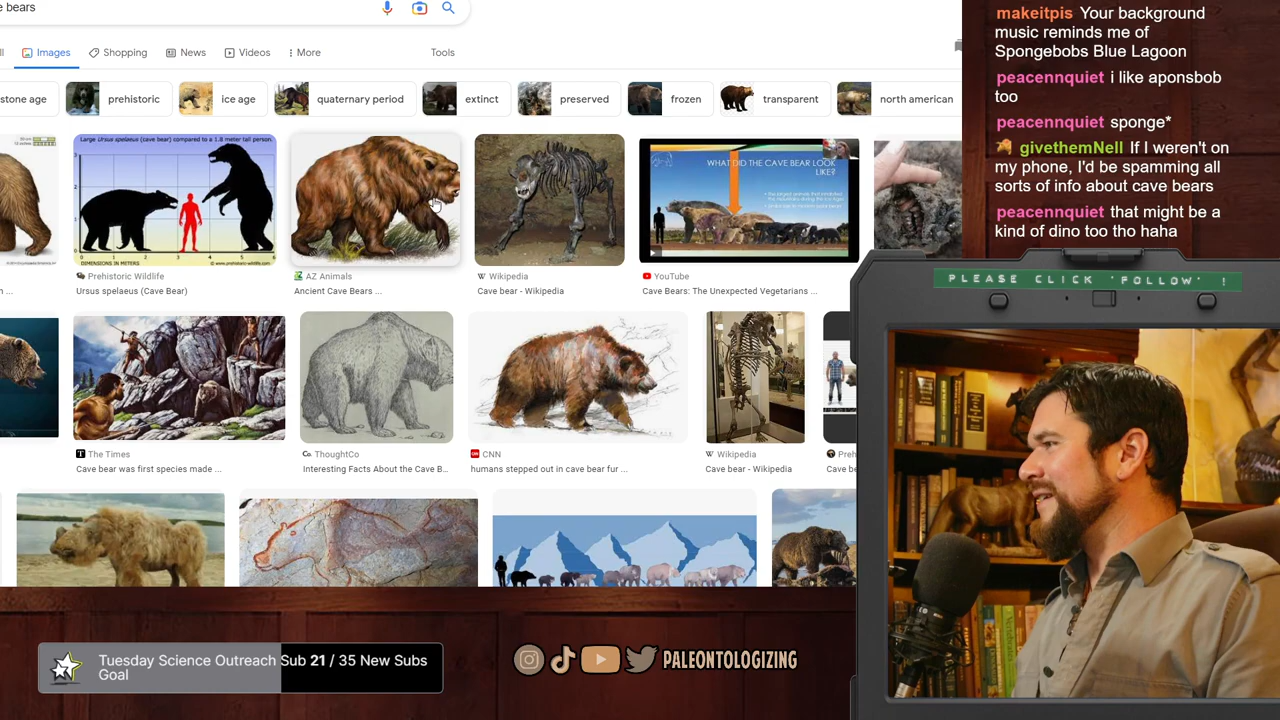 e bears
Images
Shopping
News
Videos
More
Tools
stone age
prehistoric
ice age
quaternary period
extinct
preserved
frozen
transparent
north american
Large Ursus spelaeus (cave bear) compared to a 1.8 meter tall person.
DIMENSIONS IN METERS
WHAT DID THE CAVE BEAR LOOK
LIKE?
...
Prehistoric Wildlife
Ursus spelaeus (Cave Bear)
AZ Animals
Ancient Cave Bears ...
Wikipedia
Cave bear - Wikipedia
YouTube
Cave Bears: The Unexpected Vegetarians ...
The Times
Cave bear was first species made ...
ThoughtCo
Interesting Facts About the Cave B...
CNN
humans stepped out in cave bear fur ...
Wikipedia
Cave bear - Wikipedia
Preh
Cave be
makeitpis Your background
music reminds me of
Spongebobs Blue Lagoon
peacennquiet i like aponsbob
too
peacennquiet sponge*
givethemNell If I weren't on
my phone, I'd be spamming all
sorts of info about cave bears
peacennquiet that might be a
kind of dino too tho haha
PLEASE CLICK 'FOLLOW' !
Tuesday Science Outreach Sub 21 / 35 New Subs
Goal
PALEONTOLOGIZING